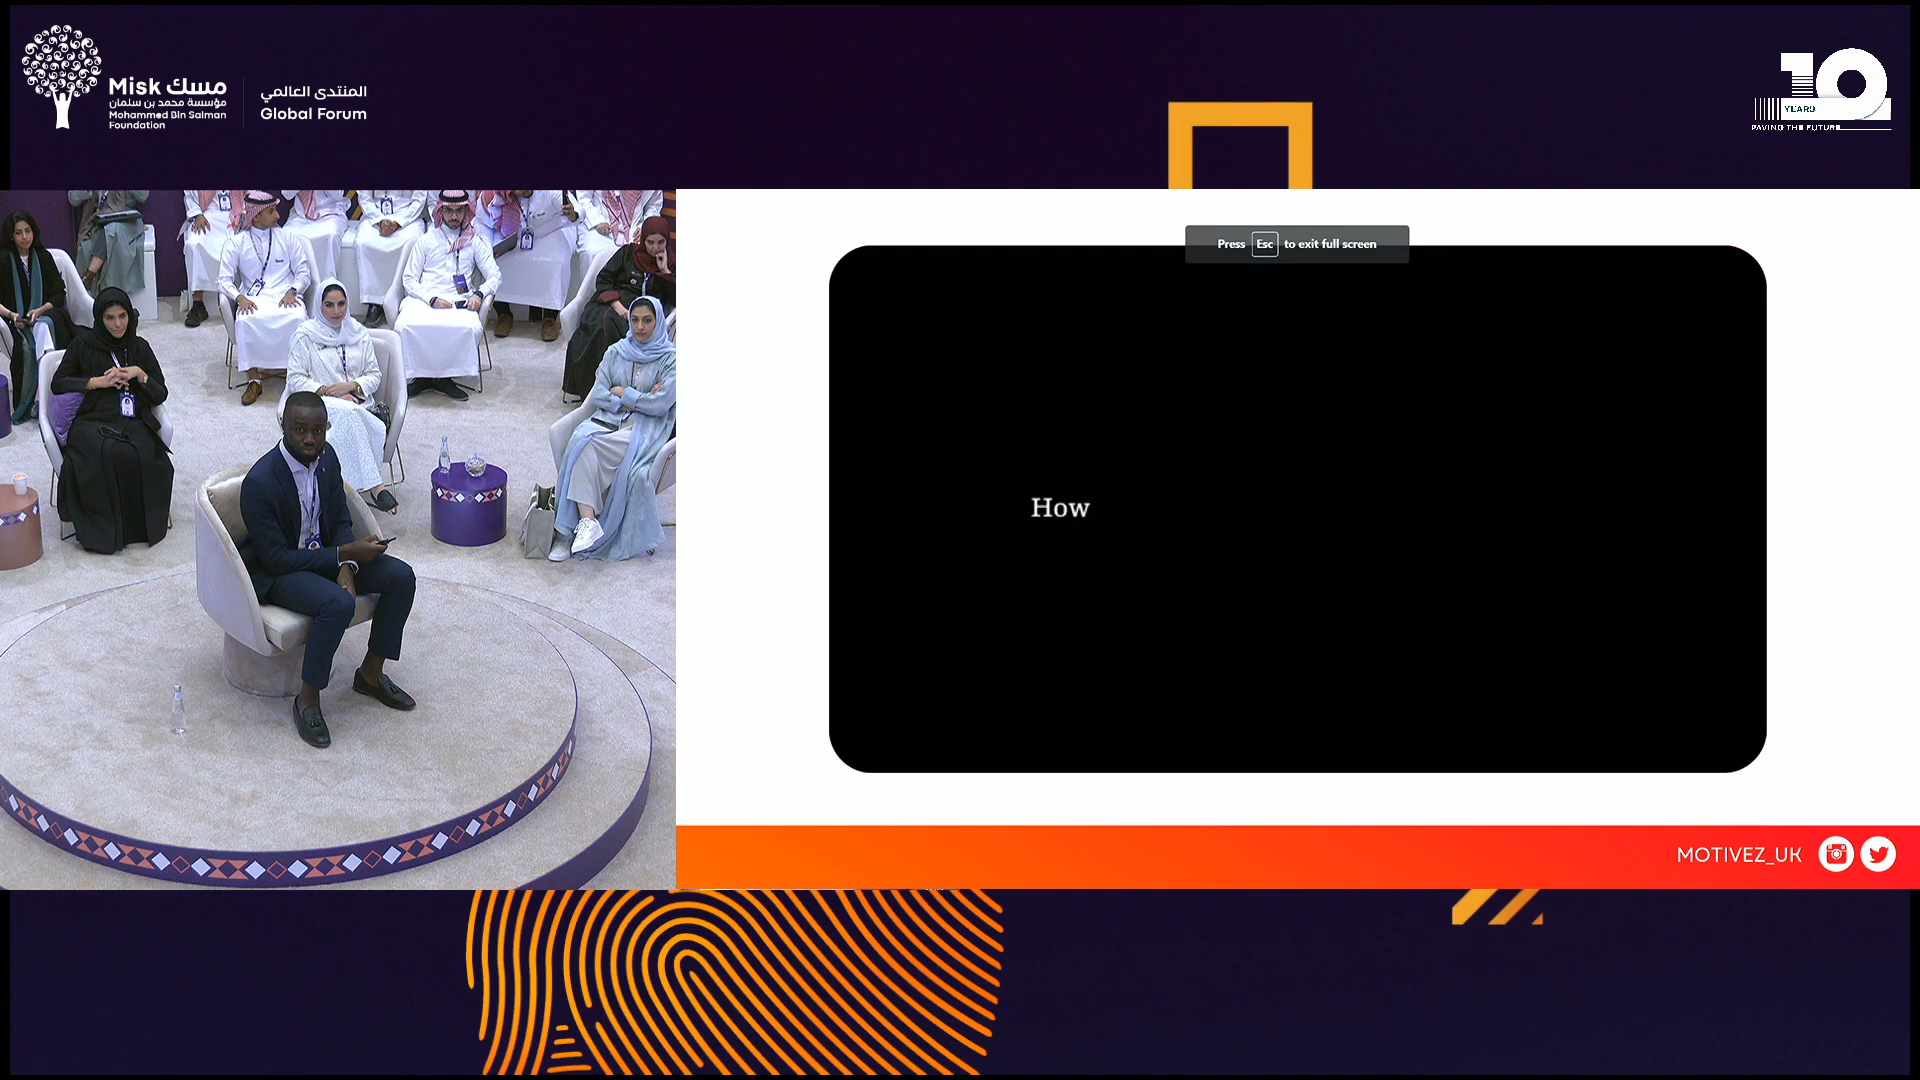 Misk مسك
مؤسسة محمد بن سلمان
Mohammed Bin Salman
Foundation
المنتدى العالمي
Global Forum
10
YEARS
PAVING THE FUTURE
Press Esc to exit full screen
How
MOTIVEZ_UK